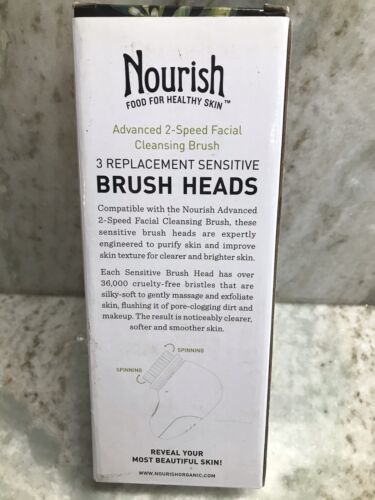 Nourish
FOOD FOR HEALTHY SKIN™
Advanced 2-Speed Facial
Cleansing Brush
3 REPLACEMENT SENSITIVE
BRUSH HEADS
Compatible with the Nourish Advanced
2-Speed Facial Cleansing Brush, these
sensitive brush heads are expertly
engineered to purify skin and improve
skin texture for clearer and brighter skin.
Each Sensitive Brush Head has over
36,000 cruelty-free bristles that are
silky-soft to gently massage and exfoliate
skin, flushing it of pore-clogging dirt and
makeup. The result is noticeably clearer,
softer and smoother skin.
SPINNING
SPINNING
REVEAL YOUR
MOST BEAUTIFUL SKIN!
WWW.NOURISHORGANIC.COM